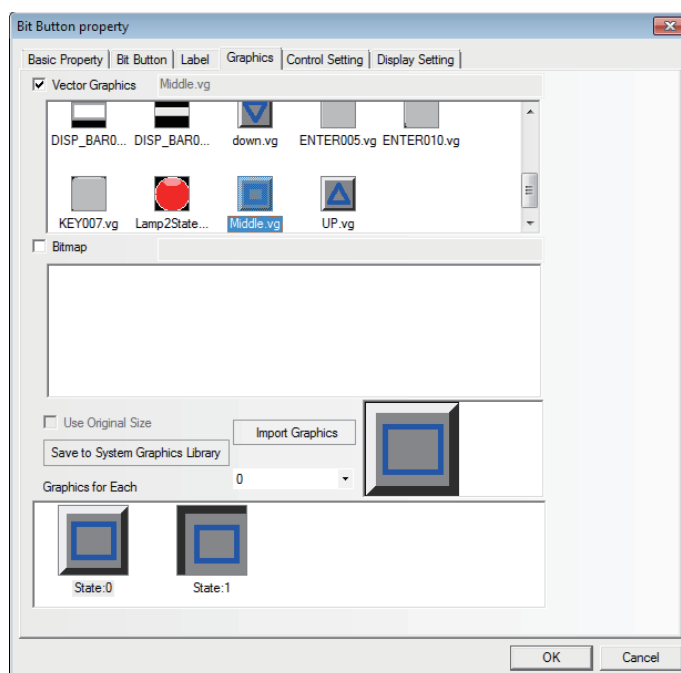 Bit Button property
Basic Property Bit Button Label Graphics Control Setting Display Setting
Vector Graphics Middle.vg
DISP_BAR0... DISP_BAR0... down.vg ENTER005.vg ENTER010.vg
KEY007.vg Lamp2State... Middle.vg UP.vg
Bitmap
Use Original Size
Import Graphics
Save to System Graphics Library
0
Graphics for Each
State:0 State:1
OK Cancel